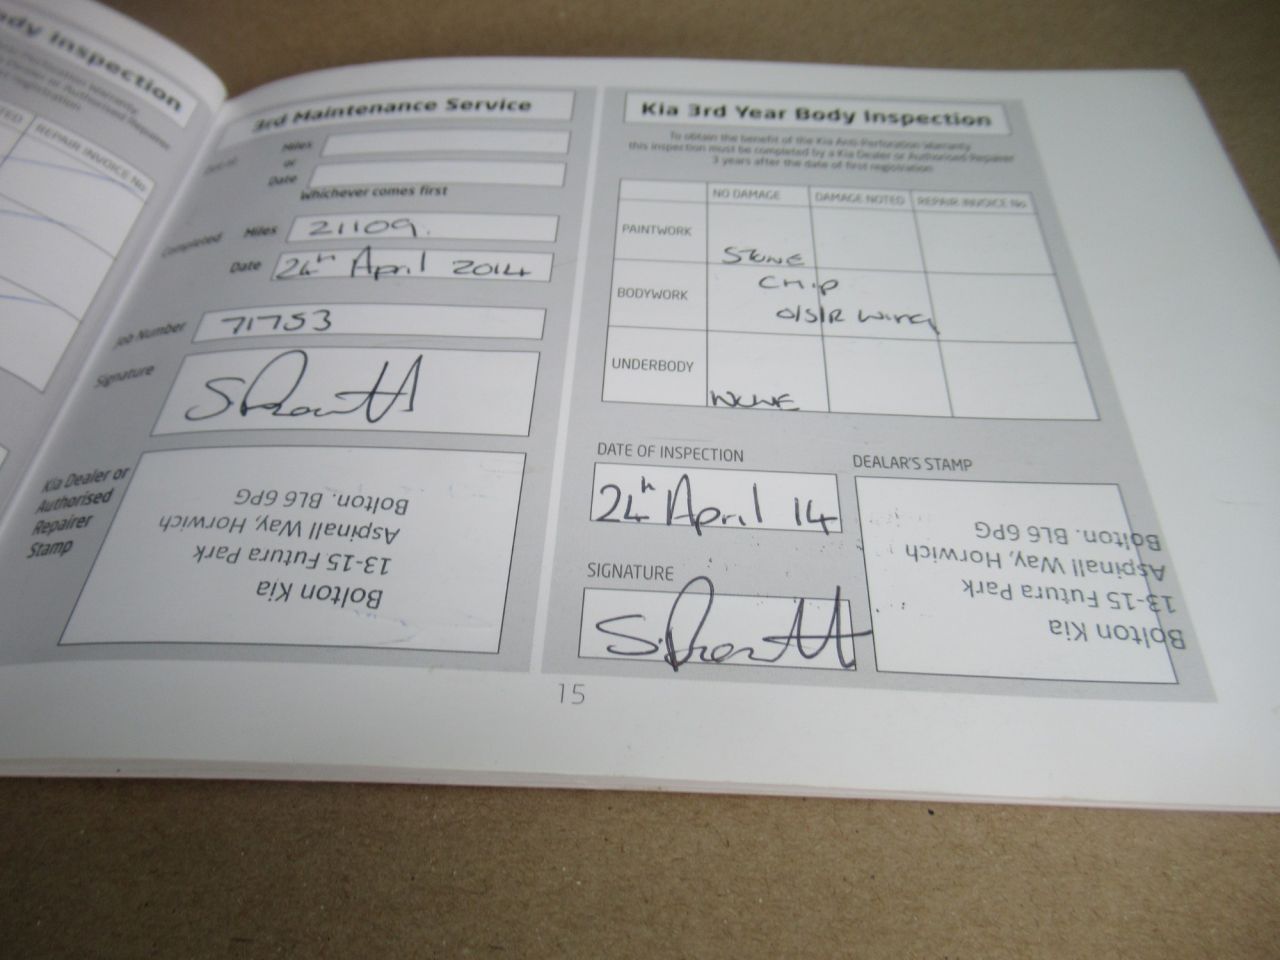 ody Inspection
REPAIR INVOICE No
3rd Maintenance Service
Miles
or
Date
Whichever comes first
Completed Miles 21109.
Date 24th April 2014
Job Number 71753
Signature
Kia Dealer or
Authorised
Repairer
Stamp
Bolton Kia
13-15 Futura Park
Aspinall Way, Horwich
Bolton. BL6 6PG
Kia 3rd Year Body Inspection
To obtain the benefit of the Kia Anti-Perforation Warranty
this inspection must be completed by a Kia Dealer or Authorised Repairer
3 years after the date of first registration
NO DAMAGE DAMAGE NOTED REPAIR INVOICE No
PAINTWORK STONE
BODYWORK CHIP
O/S/R wing
UNDERBODY NONE
DATE OF INSPECTION
24th April 14
SIGNATURE
DEALAR'S STAMP
Bolton Kia
13-15 Futura Park
Aspinall Way, Horwich
Bolton. BL6 6PG
15